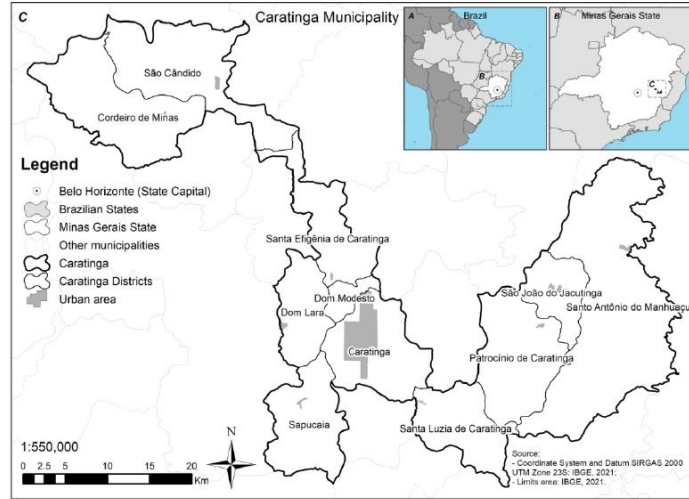 C
Caratinga Municipality
A
Brazil
B
B
Minas Gerais State
C
São Cândido
Cordeiro de Minas
Legend
Belo Horizonte (State Capital)
Brazilian States
Minas Gerais State
Other municipalities
Caratinga
Caratinga Districts
Urban area
Santa Efigênia de Caratinga
Dom Modesto
Dom Lara
Caratinga
São João do Jacutinga
Santo Antônio do Manhuaçu
Patrocínio de Caratinga
Sapucaia
Santa Luzia de Caratinga
1:550,000
N
0 2.5 5 10 15 20
Km
Source:
- Coordinate System and Datum SIRGAS 2000
UTM Zone 23S: IBGE, 2021;
- Limits area: IBGE, 2021.